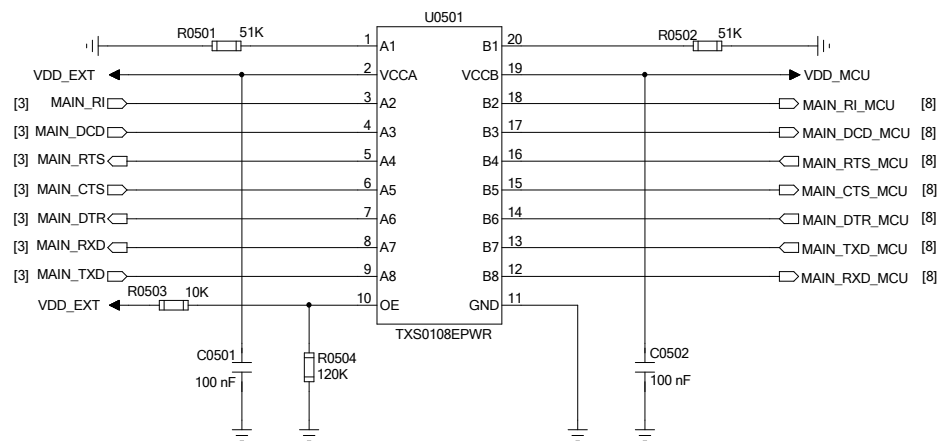 U0501
R0501 51K 1 A1 B1 20 R0502 51K
VDD_EXT 2 VCCA VCCB 19 VDD_MCU
[3] MAIN_RI 3 A2 B2 18 MAIN_RI_MCU [8]
[3] MAIN_DCD 4 A3 B3 17 MAIN_DCD_MCU [8]
[3] MAIN_RTS 5 A4 B4 16 MAIN_RTS_MCU [8]
[3] MAIN_CTS 6 A5 B5 15 MAIN_CTS_MCU [8]
[3] MAIN_DTR 7 A6 B6 14 MAIN_DTR_MCU [8]
[3] MAIN_RXD 8 A7 B7 13 MAIN_TXD_MCU [8]
[3] MAIN_TXD 9 A8 B8 12 MAIN_RXD_MCU [8]
VDD_EXT R0503 10K 10 OE GND 11
TXS0108EPWR
C0501 R0504 C0502
100 nF 120K 100 nF